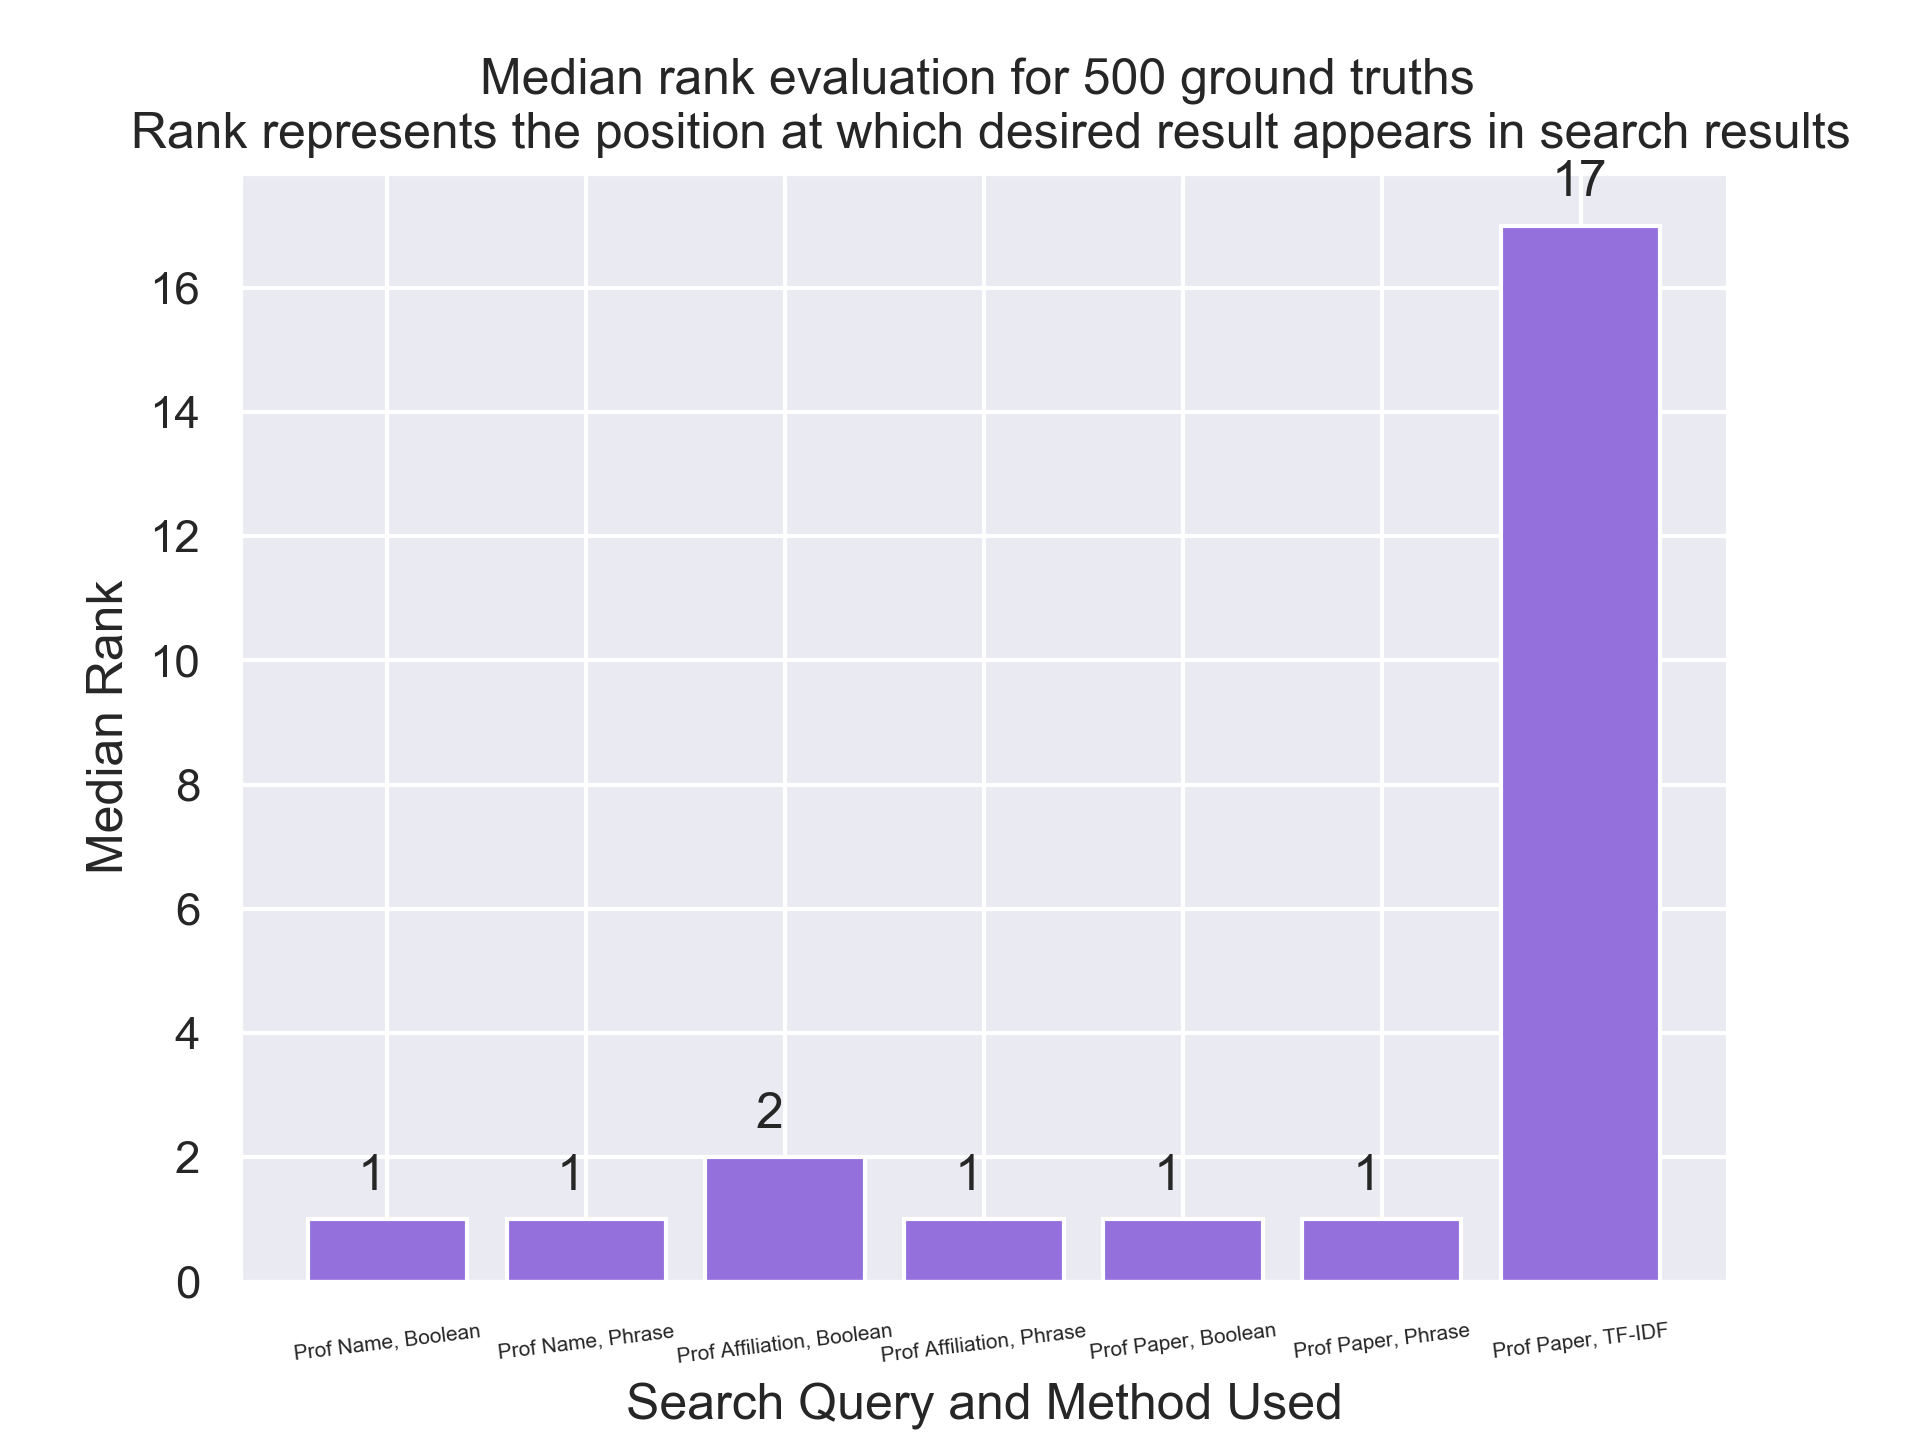 Median rank evaluation for 500 ground truths
Rank represents the position at which desired result appears in search results
17
16
14
12
10
8
6
4
2
0
Median Rank
1
1
2
1
1
1
Prof Name, Boolean
Prof Name, Phrase
Prof Affiliation, Boolean
Prof Affiliation, Phrase
Prof Paper, Boolean
Prof Paper, Phrase
Prof Paper, TF-IDF
Search Query and Method Used